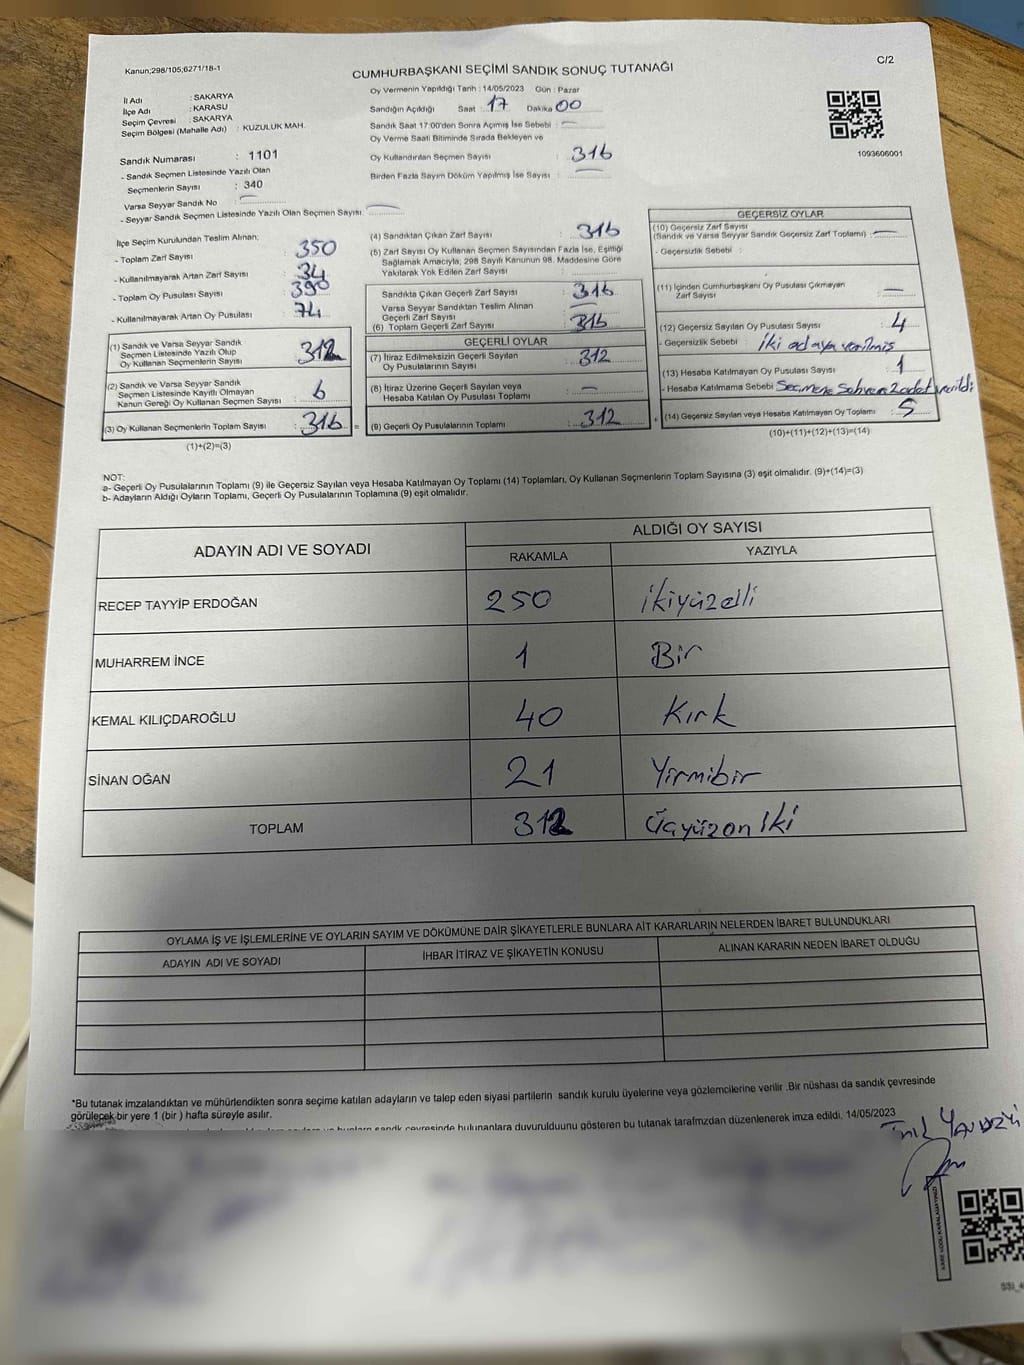 Kanun;298/105;6271/18-1
C/2
CUMHURBAŞKANI SEÇİMİ SANDIK SONUÇ TUTANAĞI
Oy Vermenin Yapıldığı Tarih : 14/05/2023 Gün : Pazar
İl Adı : SAKARYA
İlçe Adı : KARASU
Seçim Çevresi : SAKARYA
Seçim Bölgesi (Mahalle Adı) : KUZULUK MAH.
Sandığın Açıldığı Saat : 17 Dakika 00
Sandık Saat 17:00'den Sonra Açılmış İse Sebebi : —
Oy Verme Saati Bitiminde Sırada Bekleyen ve
Oy Kullandırılan Seçmen Sayısı : 316
Birden Fazla Sayım Döküm Yapılmış İse Sayısı : —
1093606001
Sandık Numarası : 1101
- Sandık Seçmen Listesinde Yazılı Olan
Seçmenlerin Sayısı : 340
Varsa Seyyar Sandık No : —
- Seyyar Sandık Seçmen Listesinde Yazılı Olan Seçmen Sayısı : —
İlçe Seçim Kurulundan Teslim Alınan;
- Toplam Zarf Sayısı : 350
- Kullanılmayarak Artan Zarf Sayısı : 34
- Toplam Oy Pusulası Sayısı : 390
- Kullanılmayarak Artan Oy Pusulası : 74
(1) Sandık ve Varsa Seyyar Sandık
Seçmen Listesinde Yazılı Olup
Oy Kullanan Seçmenlerin Sayısı : 312
(2) Sandık ve Varsa Seyyar Sandık
Seçmen Listesinde Kayıtlı Olmayan
Kanun Gereği Oy Kullanan Seçmen Sayısı : 6
(3) Oy Kullanan Seçmenlerin Toplam Sayısı : 316 =
(1)+(2)=(3)
(4) Sandıktan Çıkan Zarf Sayısı : 316
(5) Zarf Sayısı Oy Kullanan Seçmen Sayısından Fazla İse, Eşitliği
Sağlamak Amacıyla, 298 Sayılı Kanunun 98. Maddesine Göre
Yakılarak Yok Edilen Zarf Sayısı :
Sandıkta Çıkan Geçerli Zarf Sayısı : 316
Varsa Seyyar Sandıktan Teslim Alınan
Geçerli Zarf Sayısı : —
(6) Toplam Geçerli Zarf Sayısı : 316
GEÇERLİ OYLAR
(7) İtiraz Edilmeksizin Geçerli Sayılan
Oy Pusulalarının Sayısı : 312
(8) İtiraz Üzerine Geçerli Sayılan veya
Hesaba Katılan Oy Pusulası Toplamı : —
(9) Geçerli Oy Pusulalarının Toplamı : 312 +
GEÇERSİZ OYLAR
(10) Geçersiz Zarf Sayısı
(Sandık ve Varsa Seyyar Sandık Geçersiz Zarf Toplamı) : —
- Geçersizlik Sebebi :
(11) İçinden Cumhurbaşkanı Oy Pusulası Çıkmayan
Zarf Sayısı : —
(12) Geçersiz Sayılan Oy Pusulası Sayısı : 4
- Geçersizlik Sebebi : İki adaya verilmiş
(13) Hesaba Katılmayan Oy Pusulası Sayısı : 1
- Hesaba Katılmama Sebebi Seçmene Sehven 2 adet verildi
(14) Geçersiz Sayılan veya Hesaba Katılmayan Oy Toplamı : 5
(10)+(11)+(12)+(13)=(14)
NOT:
a- Geçerli Oy Pusulalarının Toplamı (9) ile Geçersiz Sayılan veya Hesaba Katılmayan Oy Toplamı (14) Toplamları, Oy Kullanan Seçmenlerin Toplam Sayısına (3) eşit olmalıdır. (9)+(14)=(3)
b- Adayların Aldığı Oyların Toplamı, Geçerli Oy Pusulalarının Toplamına (9) eşit olmalıdır.
ADAYIN ADI VE SOYADI
ALDIĞI OY SAYISI
RAKAMLA YAZIYLA
RECEP TAYYİP ERDOĞAN 250 ikiyüzelli
MUHARREM İNCE 1 Bir
KEMAL KILIÇDAROĞLU 40 Kırk
SİNAN OĞAN 21 Yirmibir
TOPLAM 312 Üçyüzon iki
OYLAMA İŞ VE İŞLEMLERİNE VE OYLARIN SAYIM VE DÖKÜMÜNE DAİR ŞİKAYETLERLE BUNLARA AİT KARARLARIN NELERDEN İBARET BULUNDUKLARI
ADAYIN ADI VE SOYADI İHBAR İTİRAZ VE ŞİKAYETİN KONUSU ALINAN KARARIN NEDEN İBARET OLDUĞU
*Bu tutanak imzalandıktan ve mühürlendikten sonra seçime katılan adayların ve talep eden siyasi partilerin sandık kurulu üyelerine veya gözlemcilerine verilir .Bir nüshası da sandık çevresinde
görülecek bir yere 1 (bir ) hafta süreyle asılır.
sandık çevresinde bulunanlara duyurulduğunu gösteren bu tutanak tarafımızdan düzenlenerek imza edildi. 14/05/2023